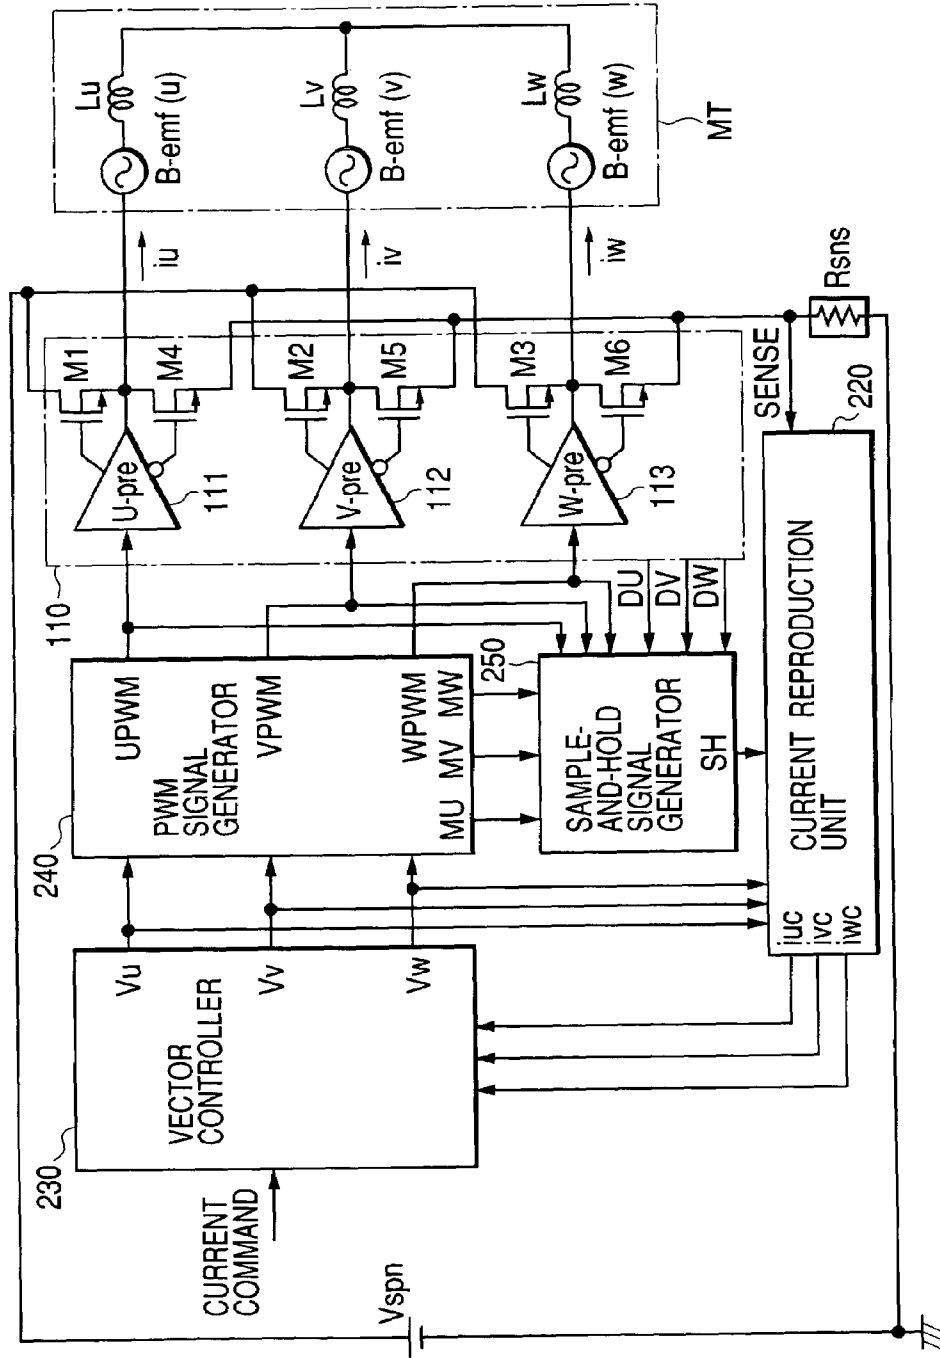 CURRENT
COMMAND
Vspn
230
VECTOR
CONTROLLER
Vu
Vv
Vw
240
PWM
SIGNAL
GENERATOR
UPWM
VPWM
WPWM
MU
MV
MW
250
SAMPLE-
AND-HOLD
SIGNAL
GENERATOR
SH
DU
DV
DW
110
U-pre
111
V-pre
112
W-pre
113
M1
M4
M2
M5
M3
M6
iu
iv
iw
Lu
B-emf (u)
Lv
B-emf (v)
Lw
B-emf (w)
MT
Rsns
SENSE
220
CURRENT REPRODUCTION
UNIT
iuc
ivc
iwc